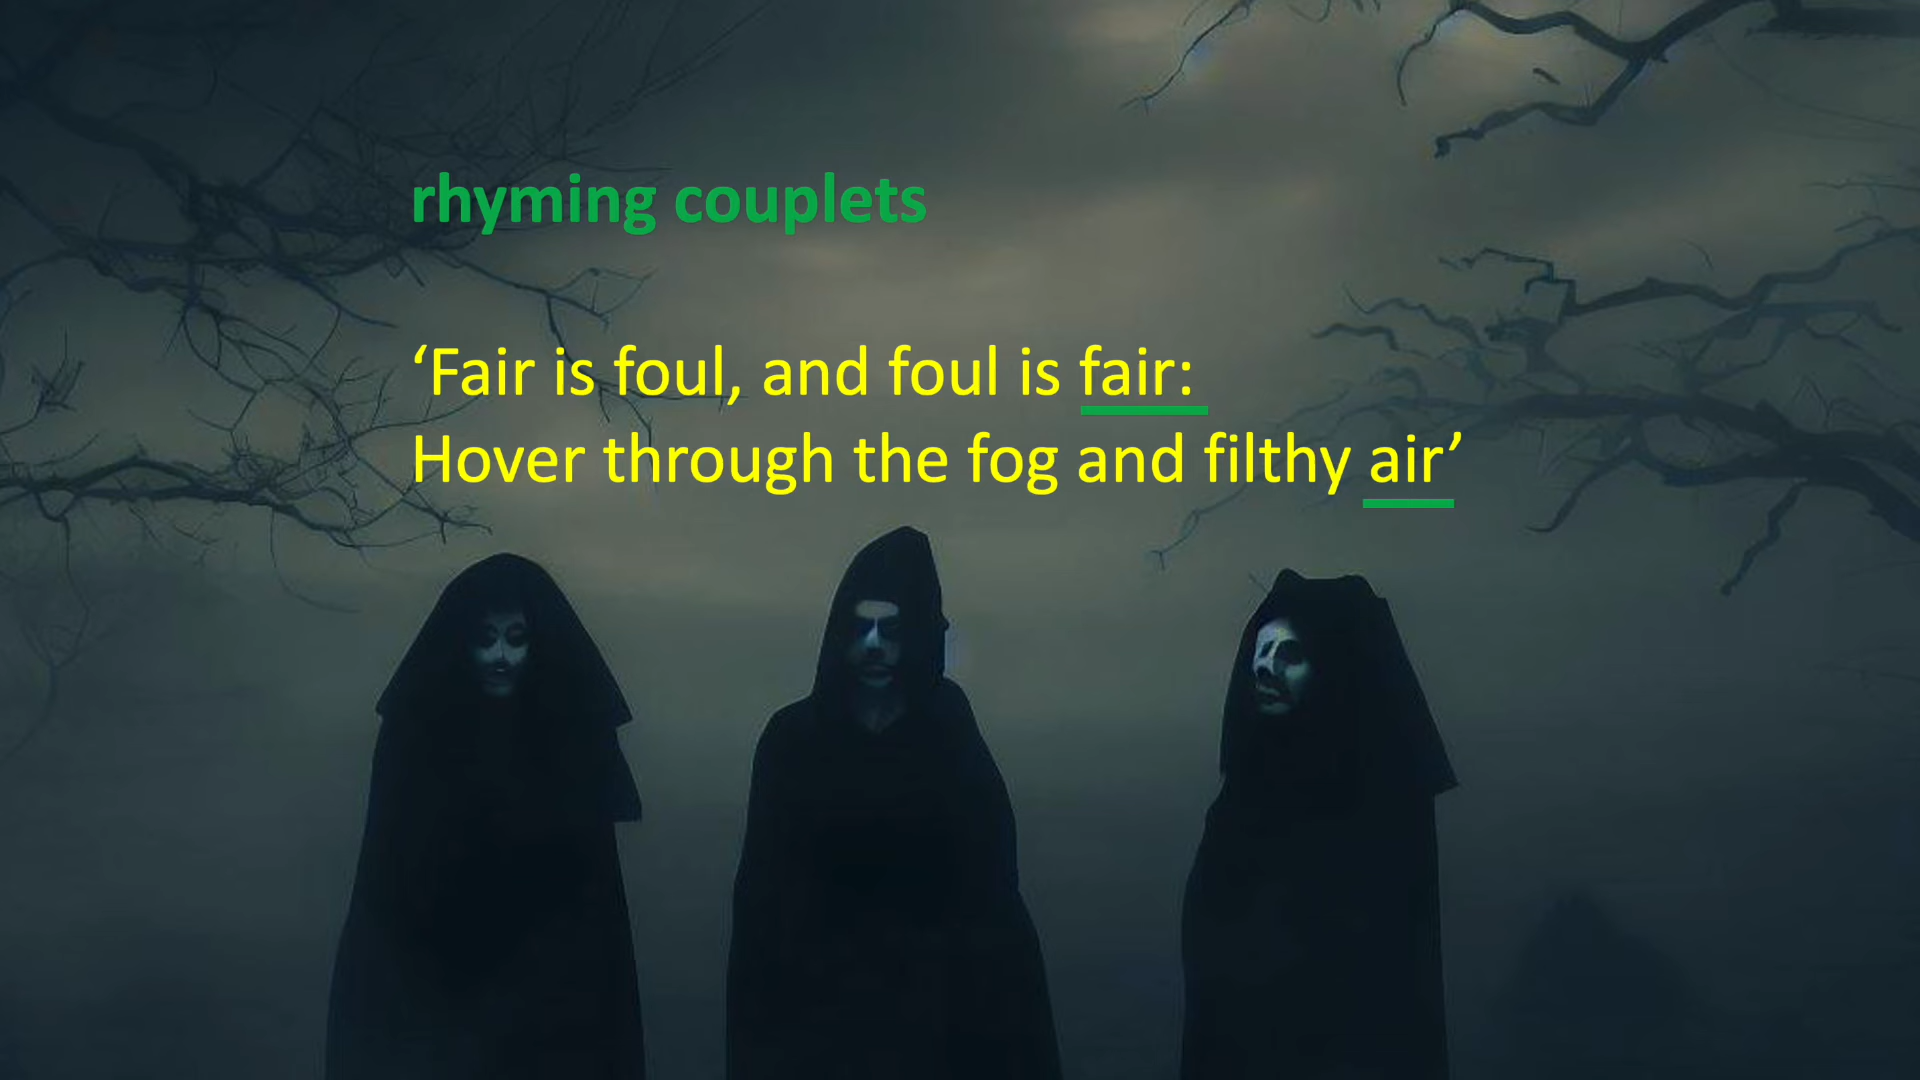 rhyming couplets
‘Fair is foul, and foul is fair:
Hover through the fog and filthy air’